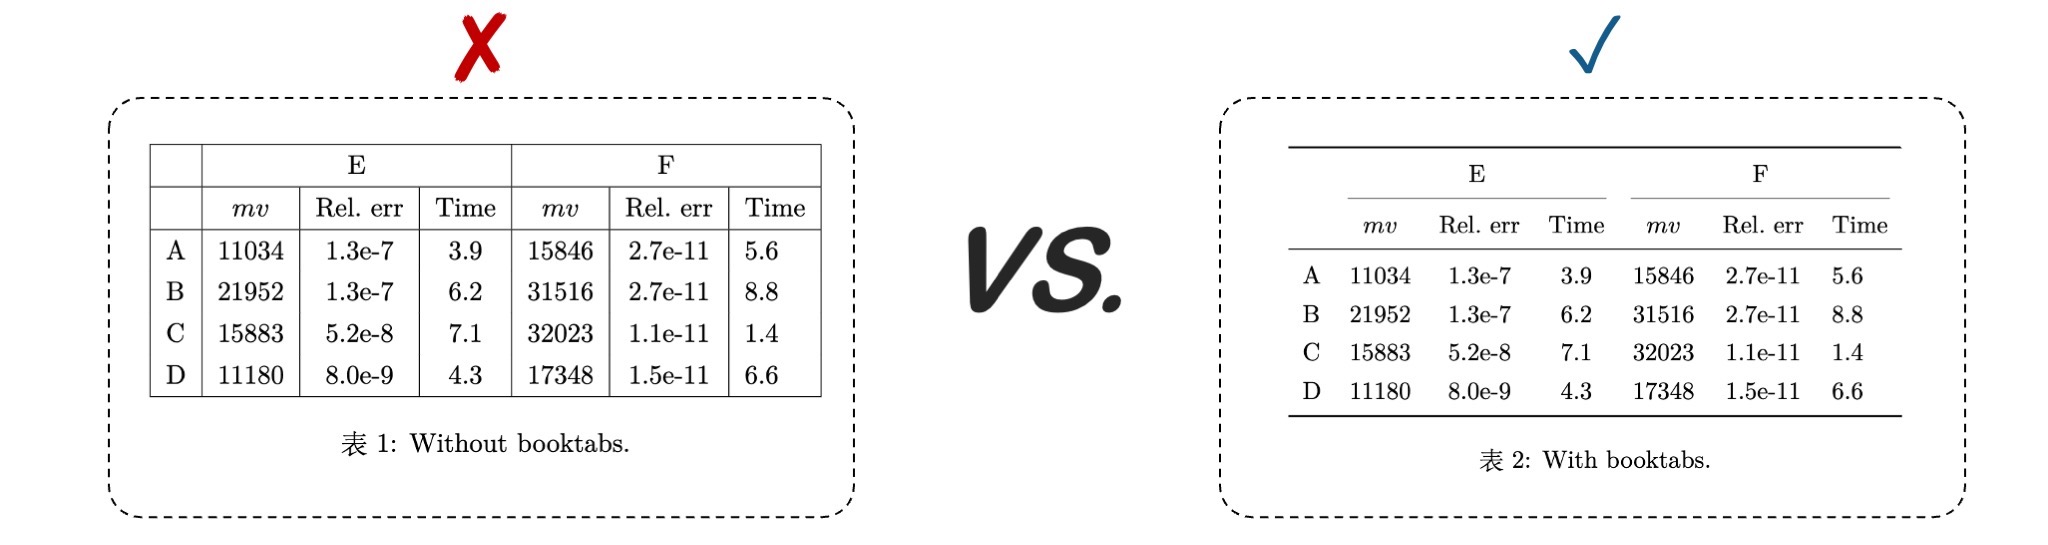 E F
mv Rel. err Time mv Rel. err Time
A 11034 1.3e-7 3.9 15846 2.7e-11 5.6
B 21952 1.3e-7 6.2 31516 2.7e-11 8.8
C 15883 5.2e-8 7.1 32023 1.1e-11 1.4
D 11180 8.0e-9 4.3 17348 1.5e-11 6.6
表 1: Without booktabs.
VS.
E F
mv Rel. err Time mv Rel. err Time
A 11034 1.3e-7 3.9 15846 2.7e-11 5.6
B 21952 1.3e-7 6.2 31516 2.7e-11 8.8
C 15883 5.2e-8 7.1 32023 1.1e-11 1.4
D 11180 8.0e-9 4.3 17348 1.5e-11 6.6
表 2: With booktabs.